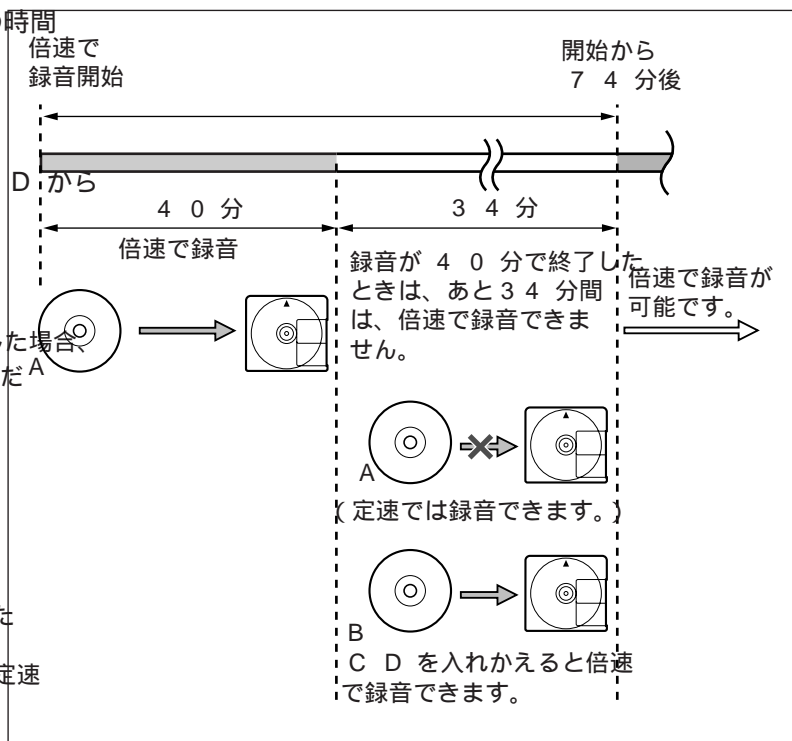 の時間
倍速で
録音開始
開始から
７４分後
Dから
４０分
３４分
倍速で録音
録音が４０分で終了した
ときは、あと３４分間
は、倍速で録音できま
せん。
倍速で録音が
可能です。
した場合、
だ
A
A
(定速では録音できます。)
B
CDを入れかえると倍速
で録音できます。
た
定速